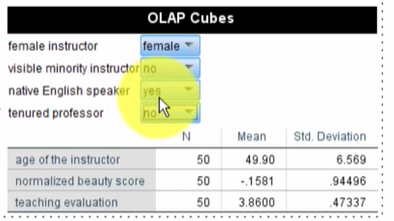 OLAP Cubes
female instructor female
visible minority instructor no
native English speaker yes
tenured professor no
N Mean Std. Deviation
age of the instructor 50 49.90 6.569
normalized beauty score 50 -.1581 .94496
teaching evaluation 50 3.8600 .47337